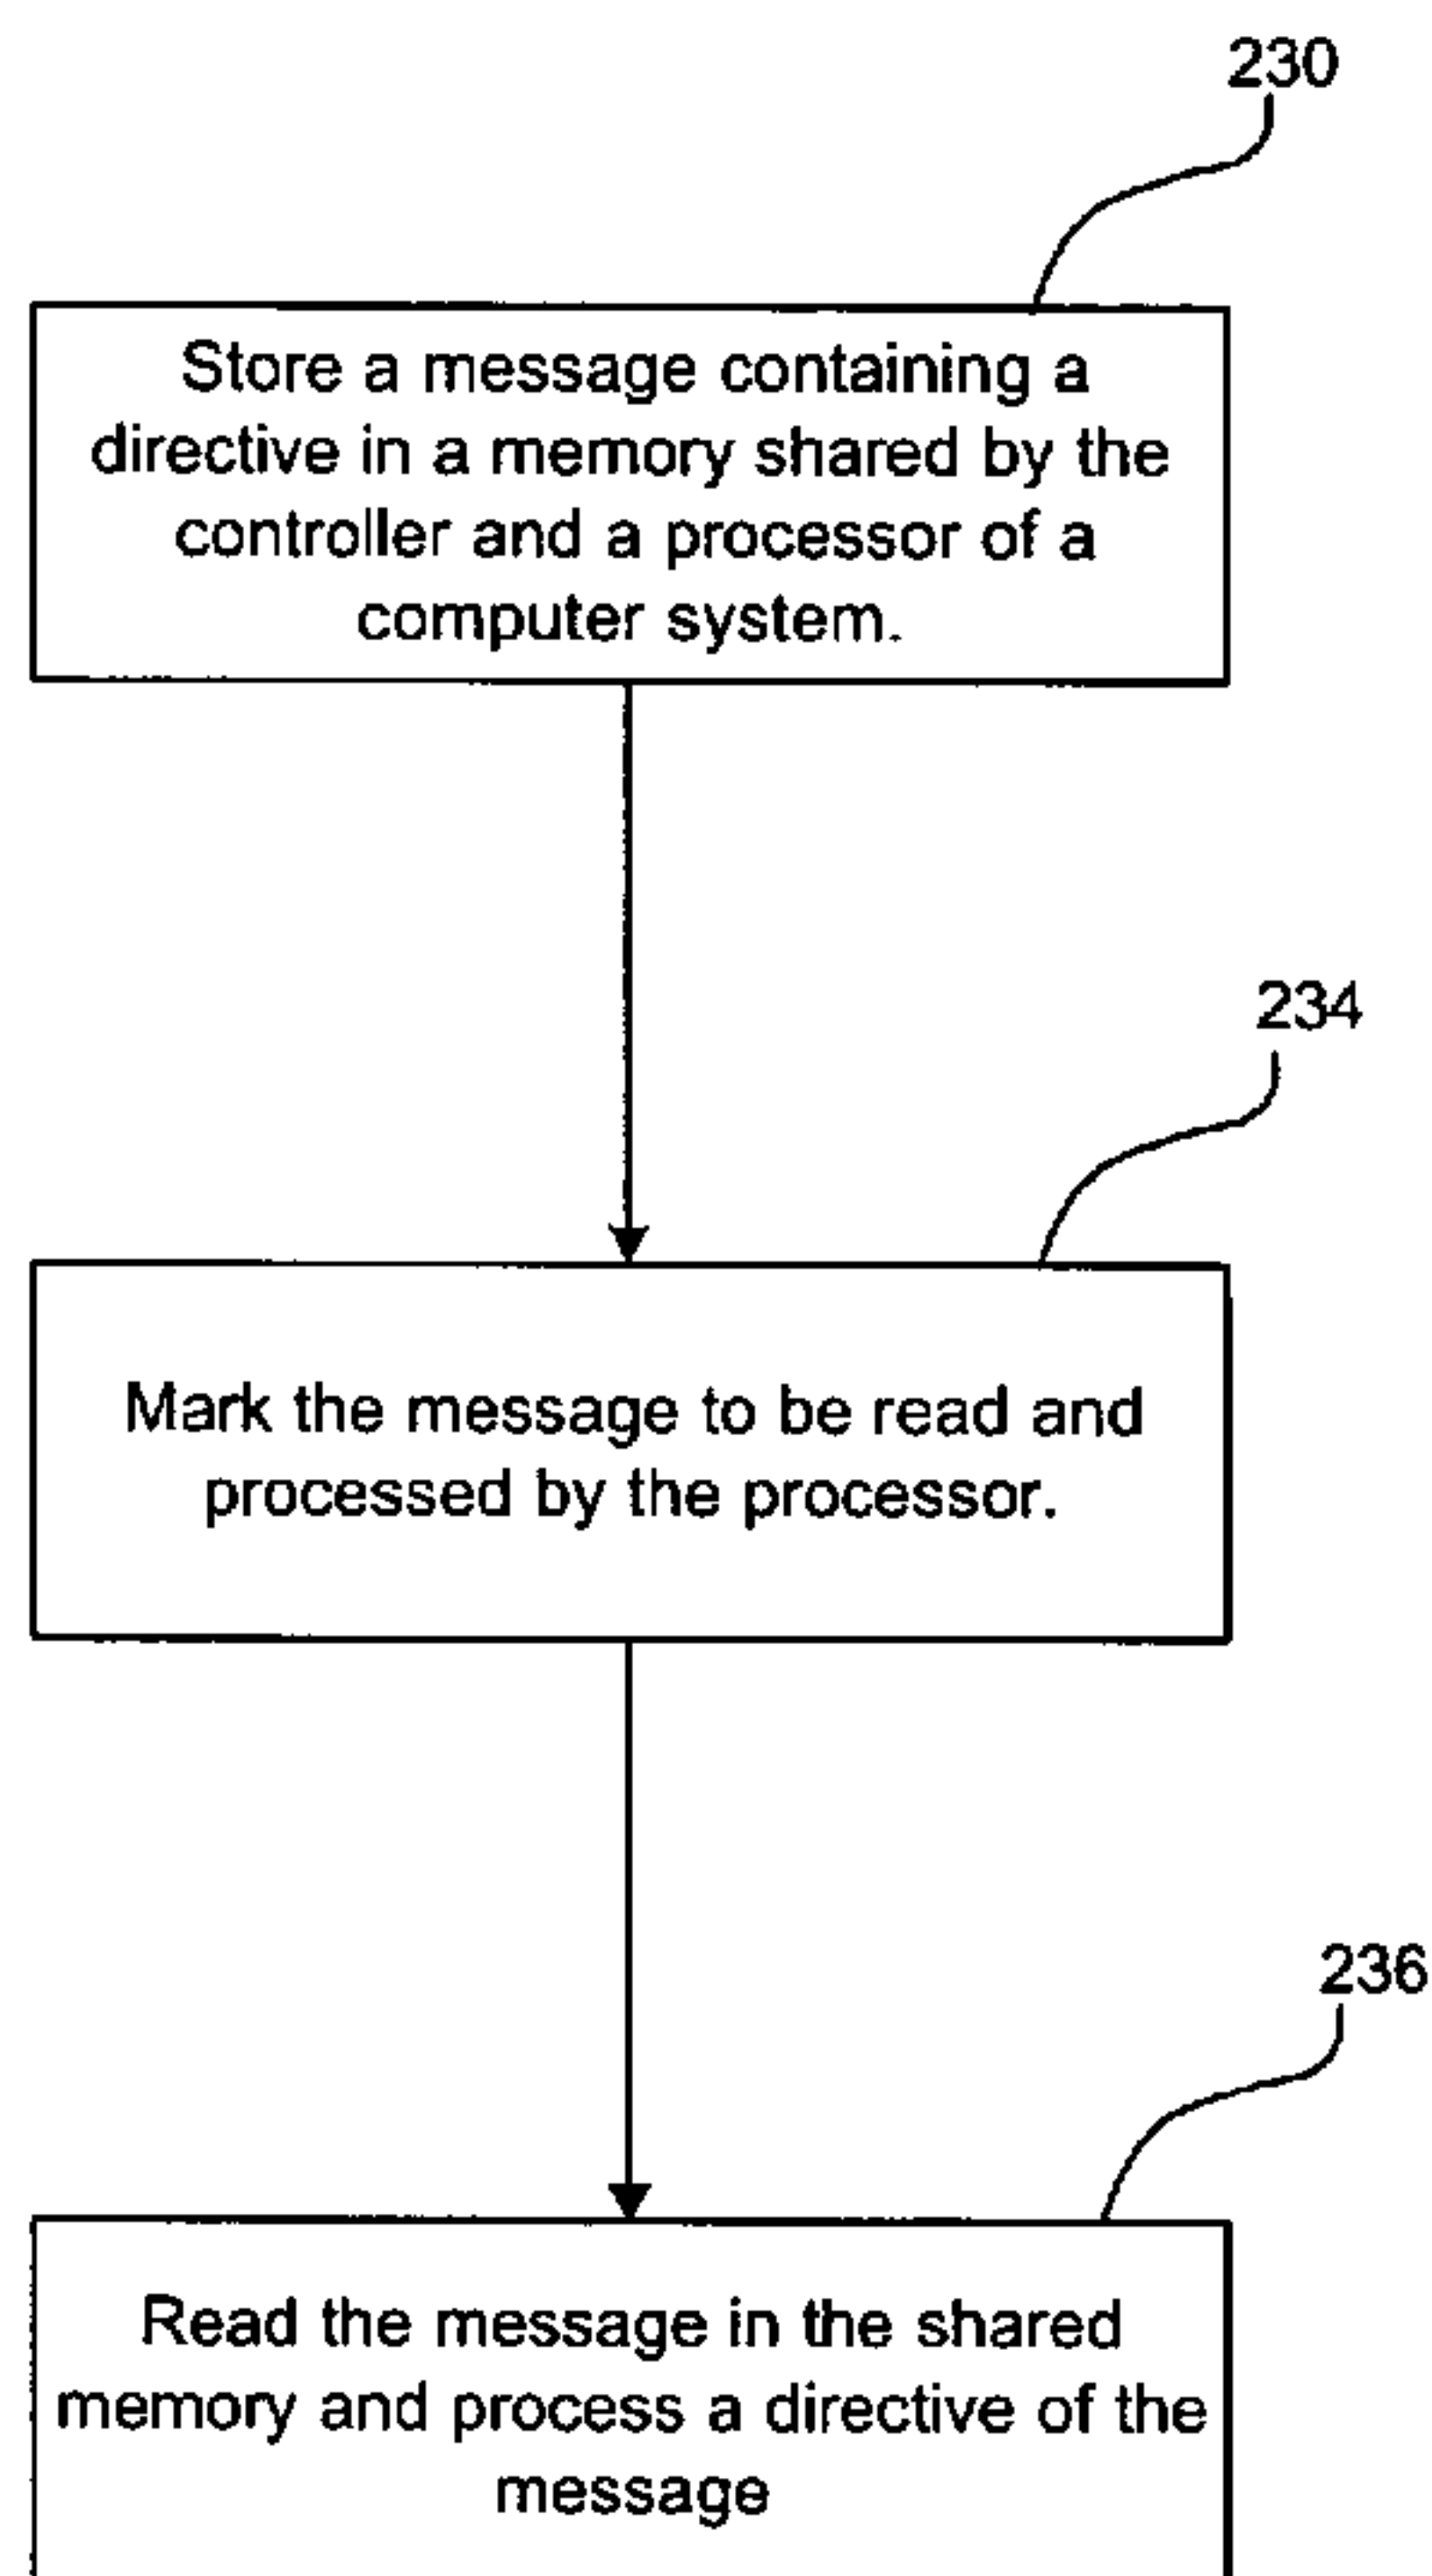 230
Store a message containing a
directive in a memory shared by the
controller and a processor of a
computer system.
234
Mark the message to be read and
processed by the processor.
236
Read the message in the shared
memory and process a directive of the
message